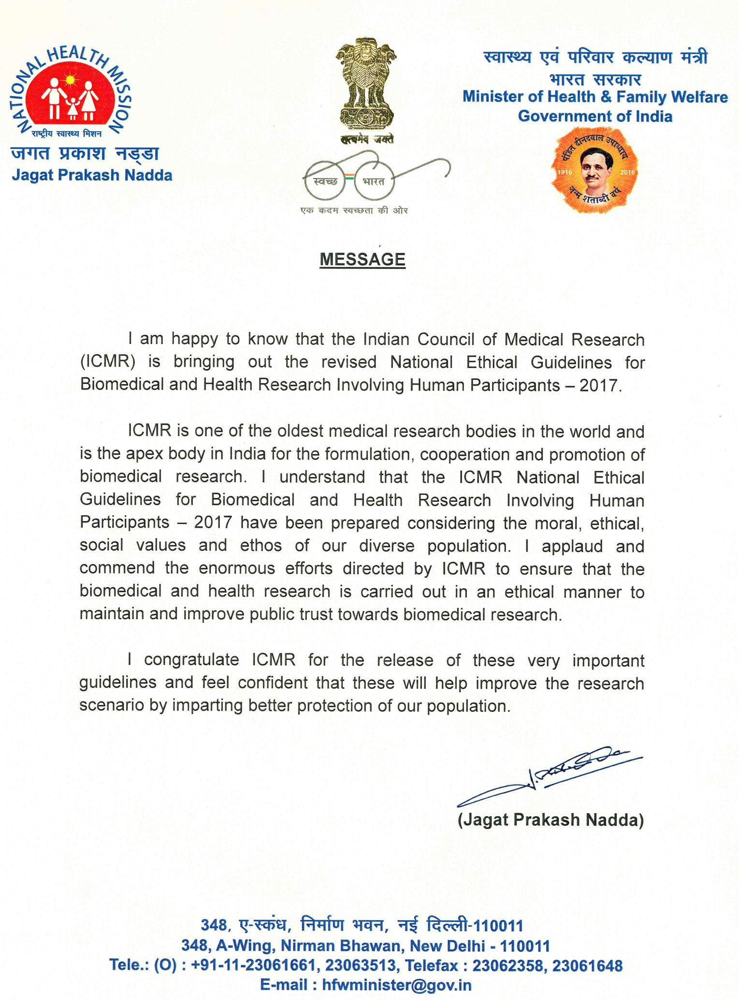 NATIONAL HEALTH MISSION
राष्ट्रीय स्वास्थ्य मिशन
जगत प्रकाश नड्डा
Jagat Prakash Nadda
सत्यमेव जयते
स्वच्छ भारत
एक कदम स्वच्छता की ओर
स्वास्थ्य एवं परिवार कल्याण मंत्री
भारत सरकार
Minister of Health & Family Welfare
Government of India
पंडित दीनदयाल उपाध्याय
1916 2016
जन्म शताब्दी वर्ष
MESSAGE
I am happy to know that the Indian Council of Medical Research
(ICMR) is bringing out the revised National Ethical Guidelines for
Biomedical and Health Research Involving Human Participants – 2017.
ICMR is one of the oldest medical research bodies in the world and
is the apex body in India for the formulation, cooperation and promotion of
biomedical research. I understand that the ICMR National Ethical
Guidelines for Biomedical and Health Research Involving Human
Participants – 2017 have been prepared considering the moral, ethical,
social values and ethos of our diverse population. I applaud and
commend the enormous efforts directed by ICMR to ensure that the
biomedical and health research is carried out in an ethical manner to
maintain and improve public trust towards biomedical research.
I congratulate ICMR for the release of these very important
guidelines and feel confident that these will help improve the research
scenario by imparting better protection of our population.
(Jagat Prakash Nadda)
348, ए-स्कंध, निर्माण भवन, नई दिल्ली-110011
348, A-Wing, Nirman Bhawan, New Delhi - 110011
Tele.: (O) : +91-11-23061661, 23063513, Telefax : 23062358, 23061648
E-mail : hfwminister@gov.in